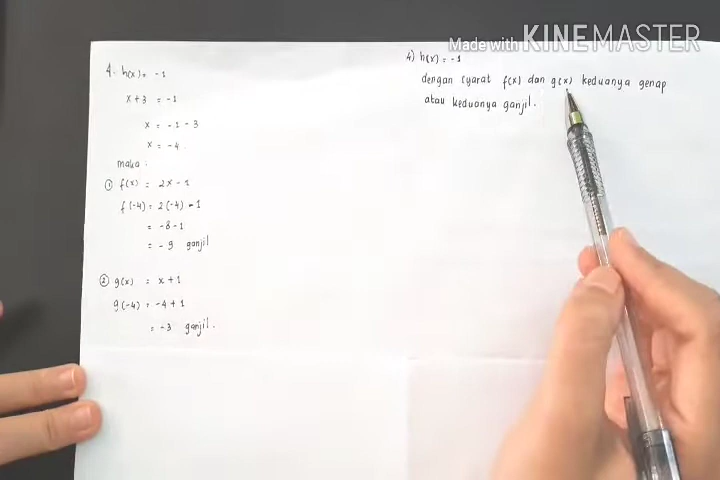 Made with KINEMASTER
4. h(x) = -1
x + 3 = -1
x = -1 - 3
x = -4
maka :
① f(x) = 2x - 1
f(-4) = 2(-4) - 1
= -8 - 1
= -9 ganjil
② g(x) = x + 1
g(-4) = -4 + 1
= -3 ganjil.
4) h(x) = -1
dengan syarat f(x) dan g(x) keduanya genap
atau keduanya ganjil.